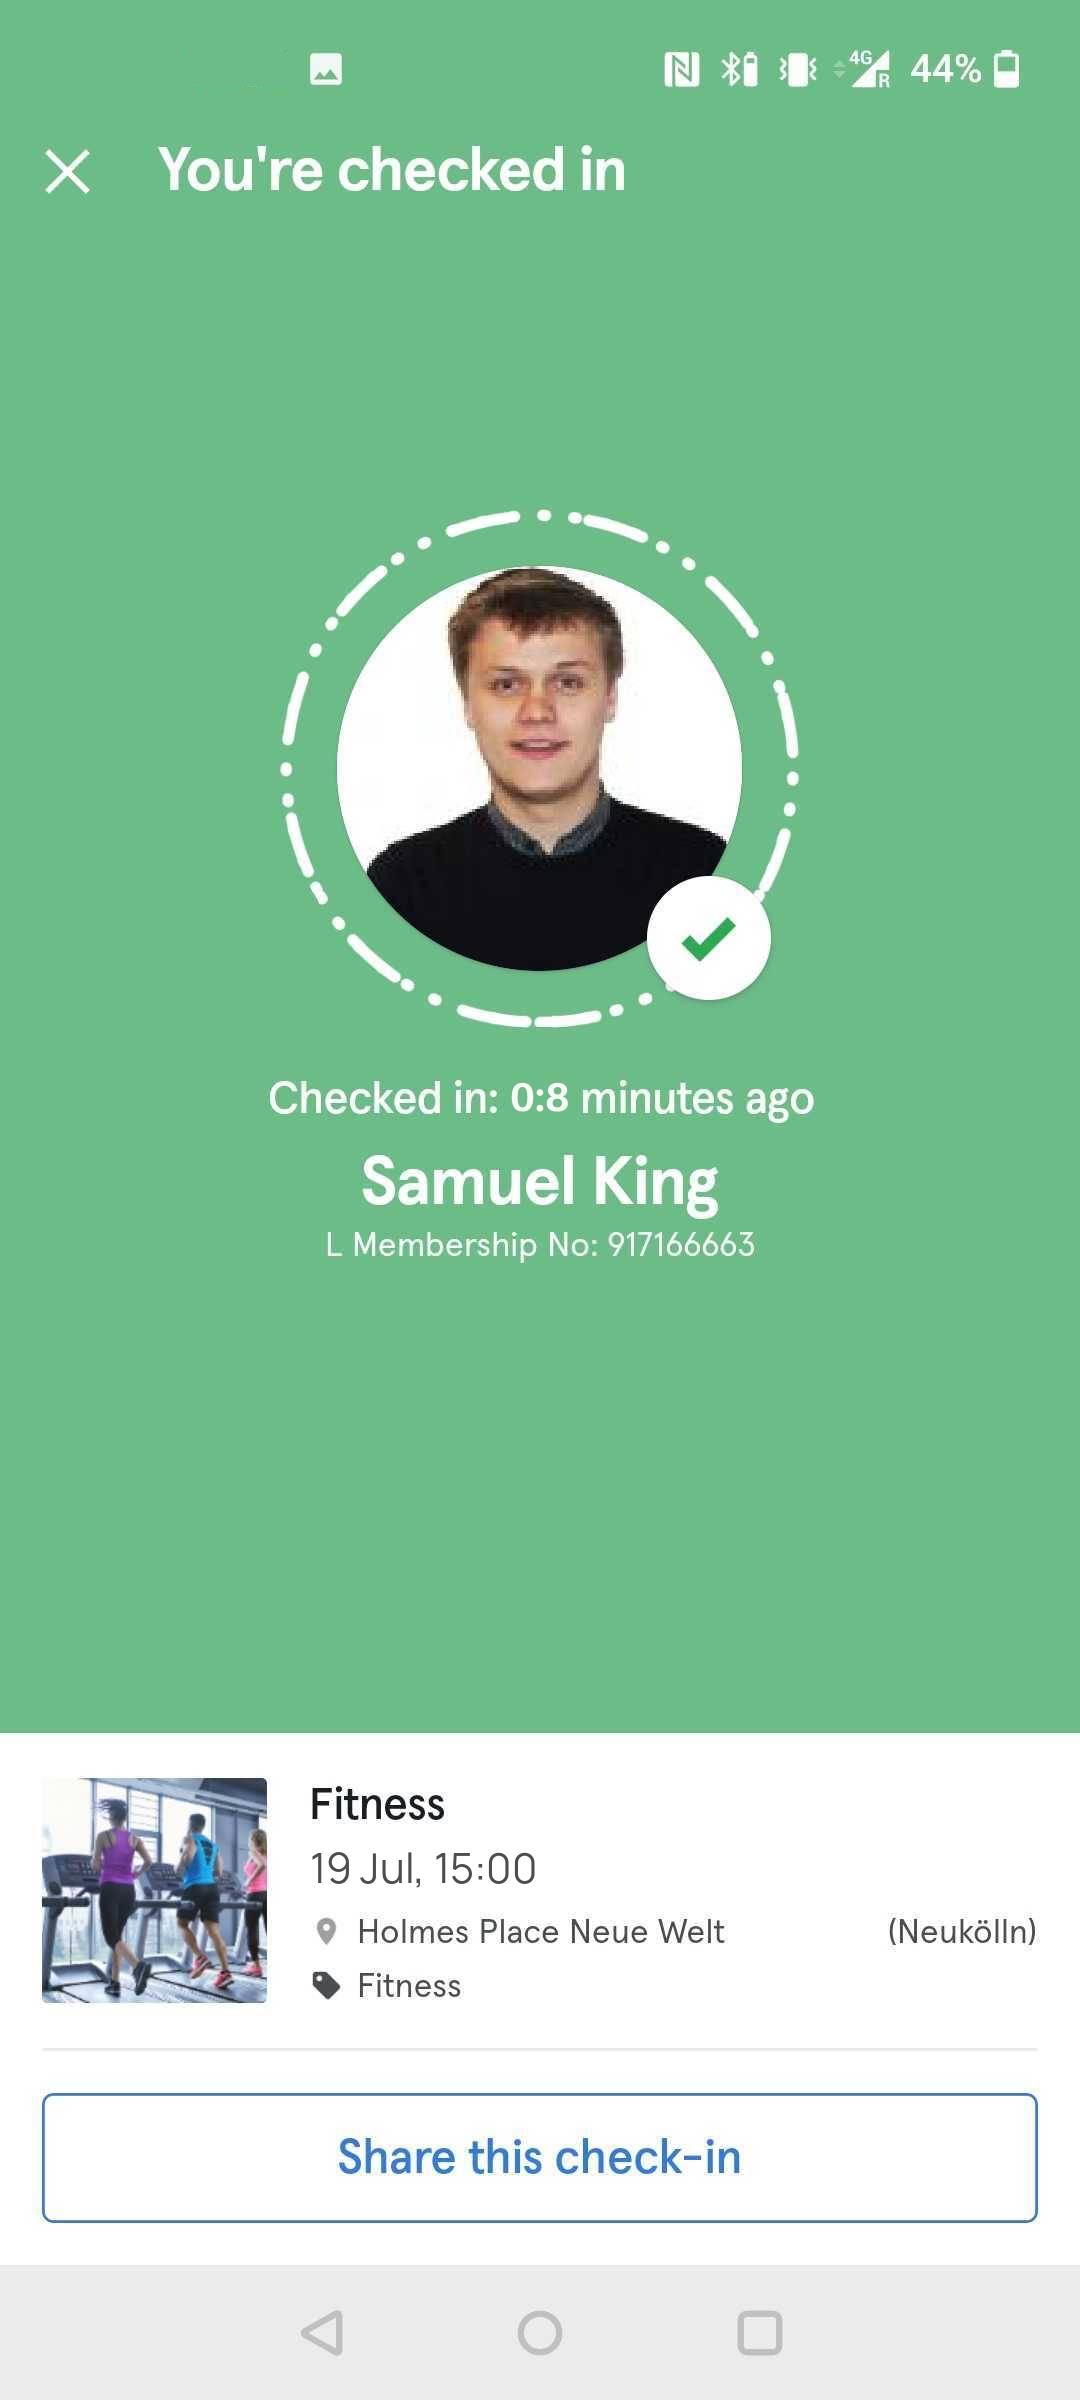 4G R 44%
You're checked in
Checked in: 0:8 minutes ago
Samuel King
L Membership No: 917166663
Fitness
19 Jul, 15:00
Holmes Place Neue Welt (Neukölln)
Fitness
Share this check-in